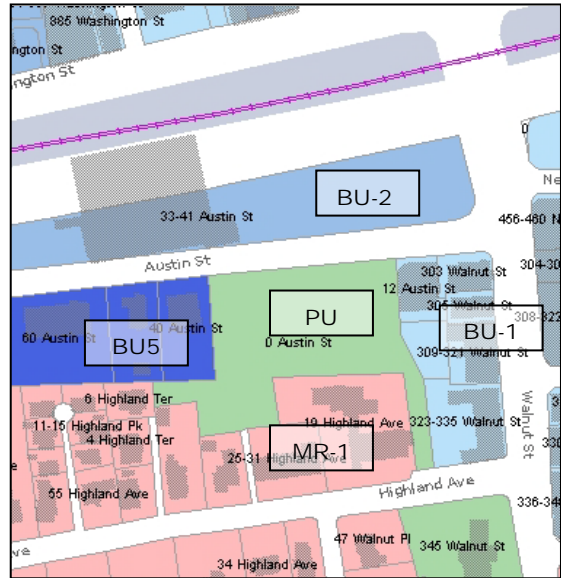 885 Washington St
ngton St
ington St
BU-2
33-41 Austin St
456-460 N
Ne
Austin St
303 Walnut St
304-30
12 Austin St
305 Walnut St
308-322
PU
BU-1
40 Austin St
60 Austin St
BU5
0 Austin St
309-321 Walnut St
6 Highland Ter
11-15 Highland Pk
4 Highland Ter
19 Highland Ave
323-335 Walnut St
Walnut St
MR-1
25-31 Highland Ave
55 Highland Ave
Highland Ave
336-34
ve
47 Walnut Pl
345 Walnut St
34 Highland Ave